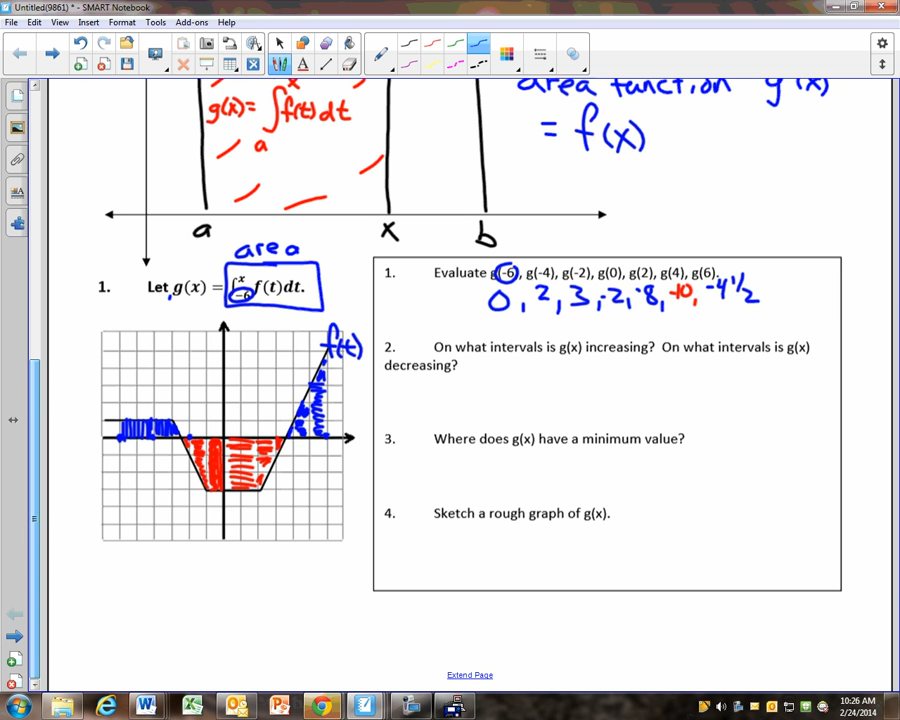 Untitled(9861) * - SMART Notebook
File Edit View Insert Format Tools Add-ons Help
area function g'(x)
= f(x)
g(x)= ∫ₐˣ f(t)dt
a x b
area
1. Let g(x) = ∫₋₆ˣ f(t)dt.
f(t)
1. Evaluate g(-6), g(-4), g(-2), g(0), g(2), g(4), g(6).
0, 2, 3, -2, -8, -10, -4 1/2
2. On what intervals is g(x) increasing? On what intervals is g(x)
decreasing?
3. Where does g(x) have a minimum value?
4. Sketch a rough graph of g(x).
Extend Page
10:26 AM
2/24/2014